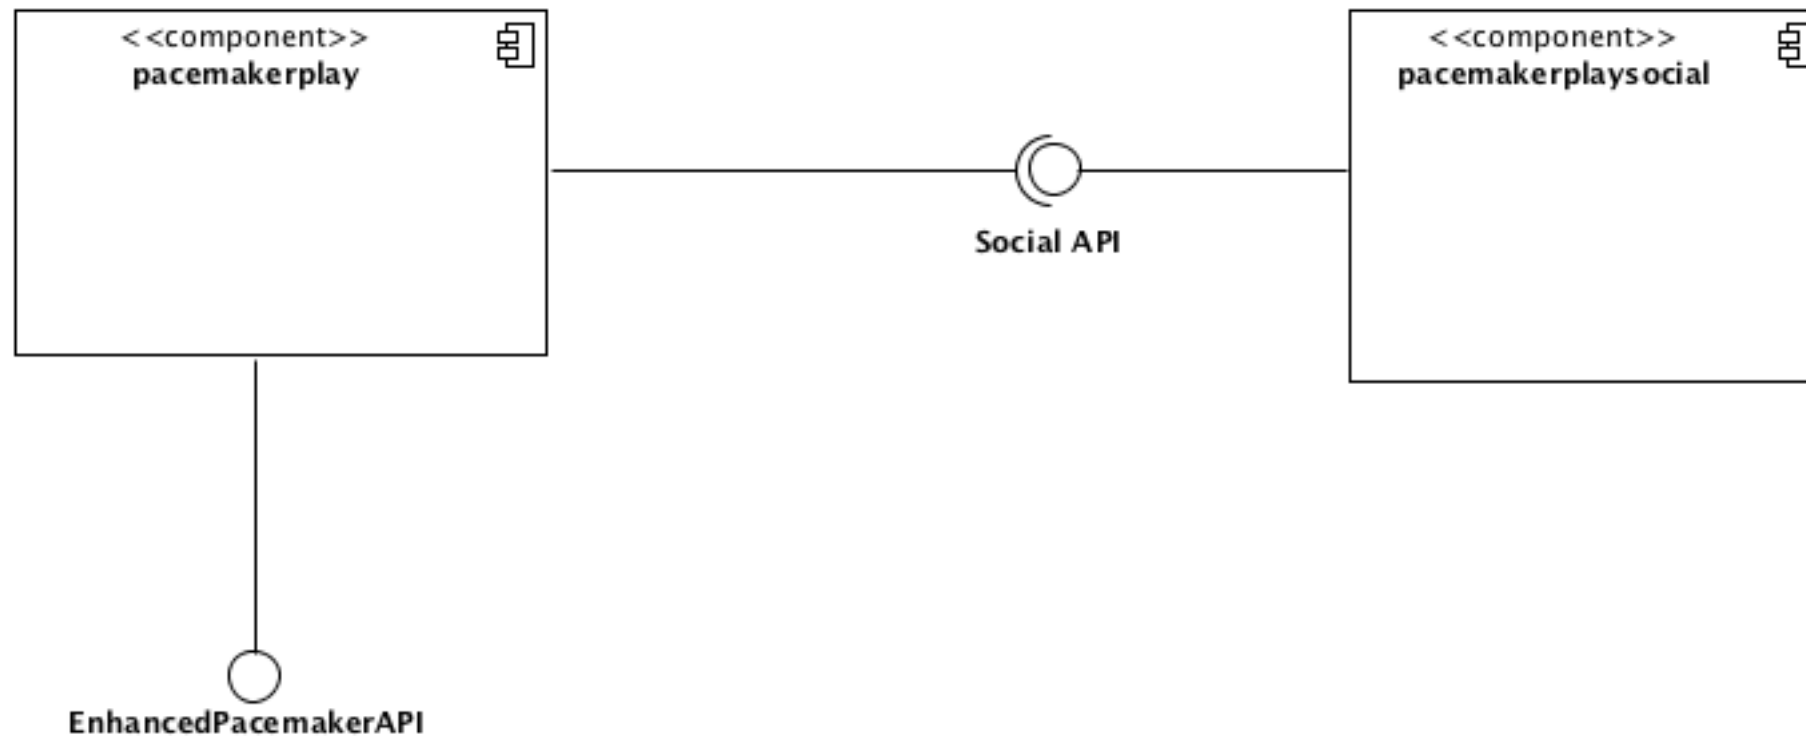 <<component>>
pacemakerplay
<<component>>
pacemakerplaysocial
Social API
EnhancedPacemakerAPI